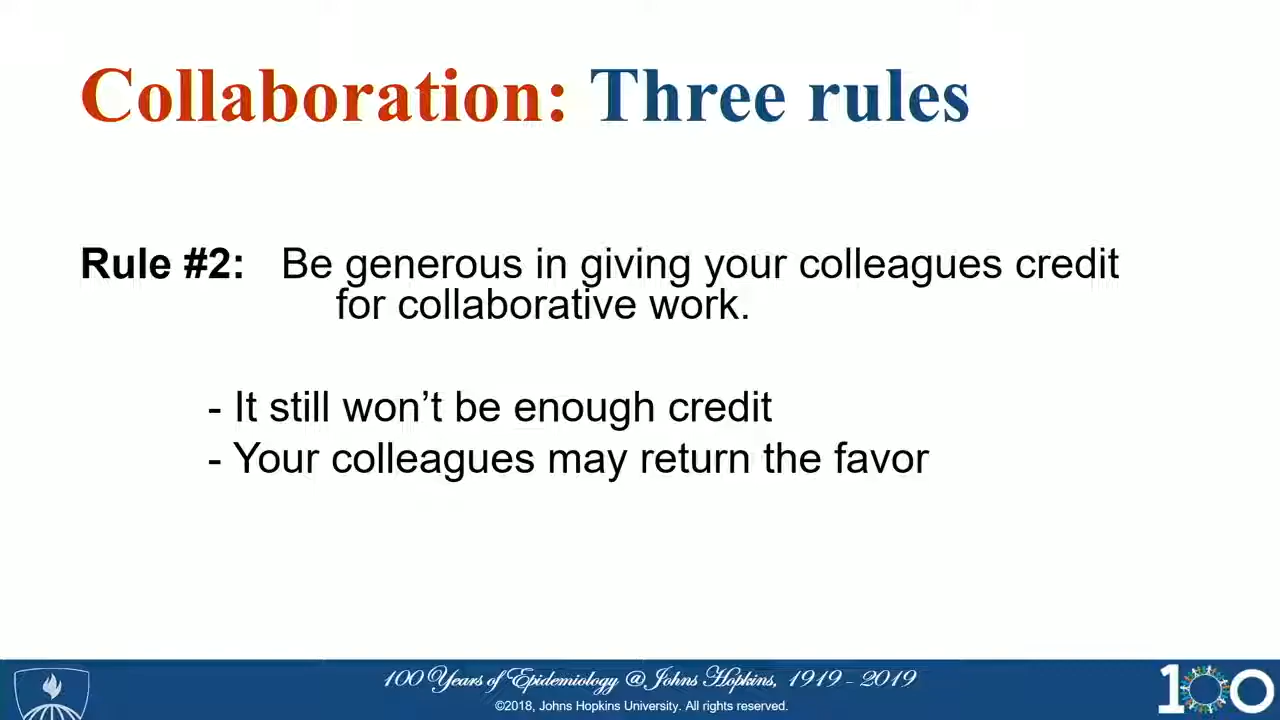 Collaboration: Three rules
Rule #2: Be generous in giving your colleagues credit
for collaborative work.
- It still won’t be enough credit
- Your colleagues may return the favor
100 Years of Epidemiology @ Johns Hopkins, 1919 - 2019
©2018, Johns Hopkins University. All rights reserved.
100